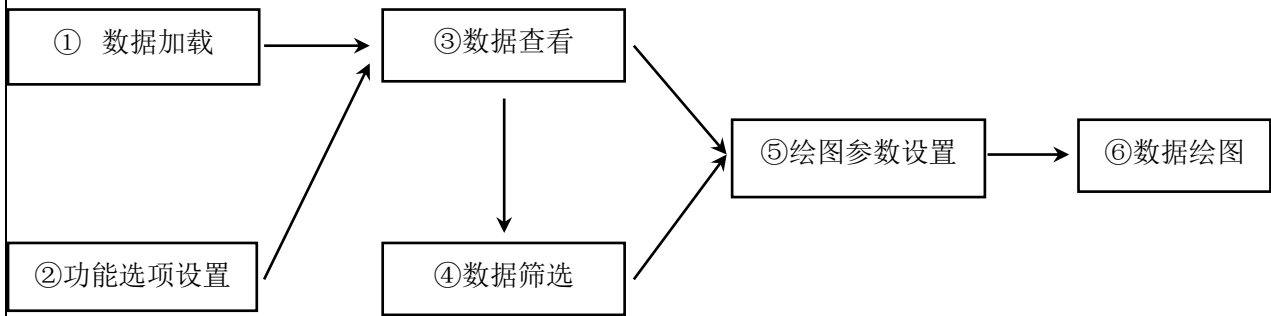 ① 数据加载
③数据查看
⑤绘图参数设置
⑥数据绘图
②功能选项设置
④数据筛选